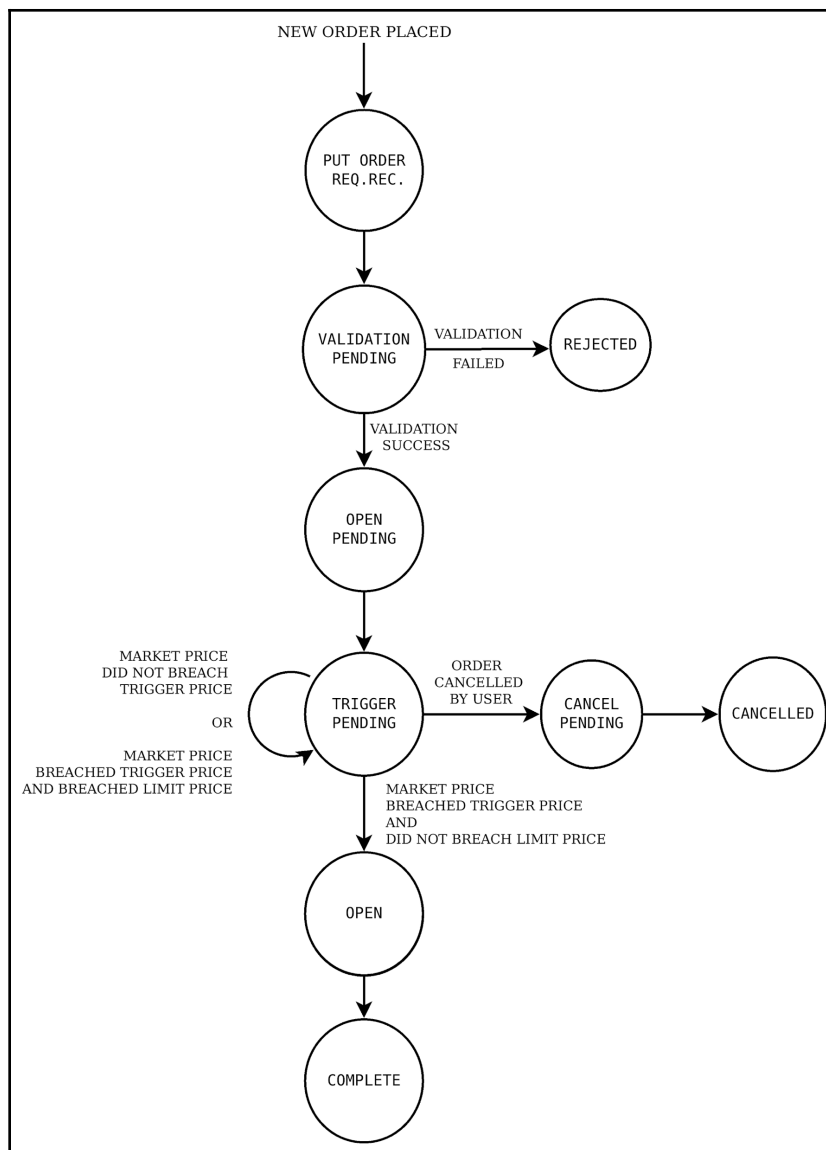 NEW ORDER PLACED
PUT ORDER
REQ.REC.
VALIDATION
PENDING
VALIDATION
FAILED
REJECTED
VALIDATION
SUCCESS
OPEN
PENDING
MARKET PRICE
DID NOT BREACH
TRIGGER PRICE
OR
MARKET PRICE
BREACHED TRIGGER PRICE
AND BREACHED LIMIT PRICE
TRIGGER
PENDING
ORDER
CANCELLED
BY USER
CANCEL
PENDING
CANCELLED
MARKET PRICE
BREACHED TRIGGER PRICE
AND
DID NOT BREACH LIMIT PRICE
OPEN
COMPLETE